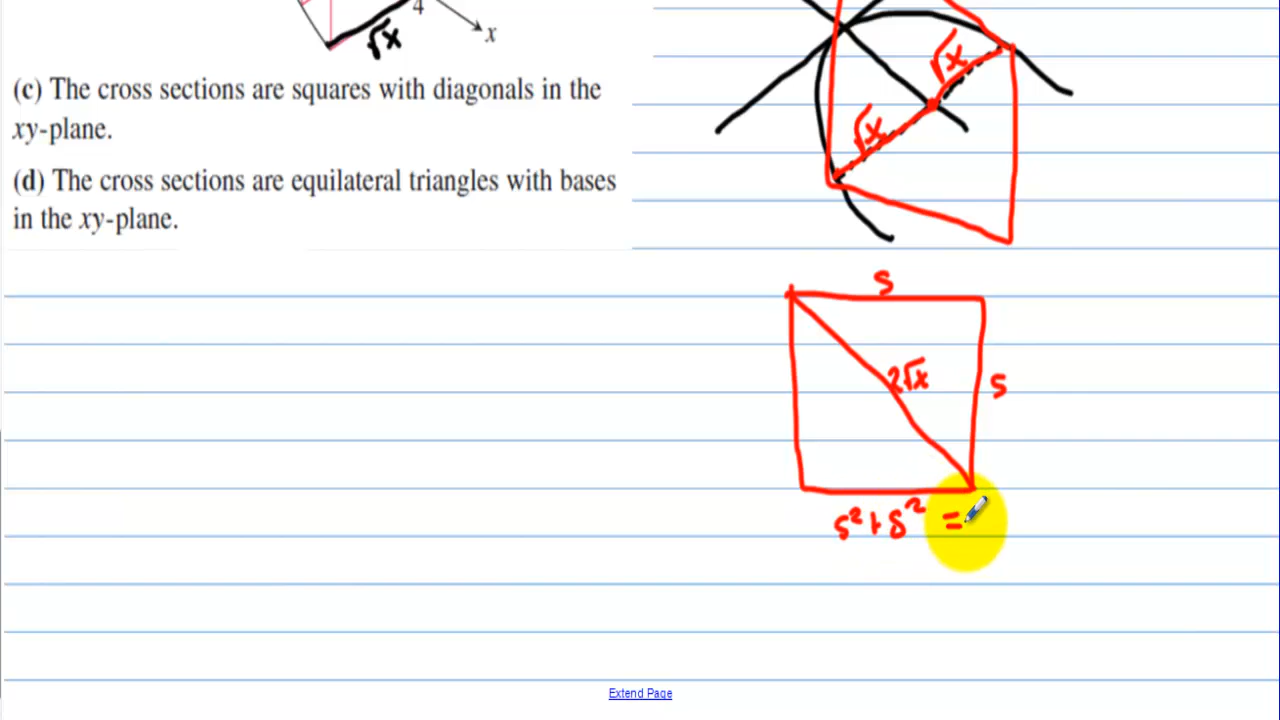 4
x
√x
(c) The cross sections are squares with diagonals in the
xy-plane.
(d) The cross sections are equilateral triangles with bases
in the xy-plane.
√x
√x
s
2√x
s
s² + s² =
Extend Page